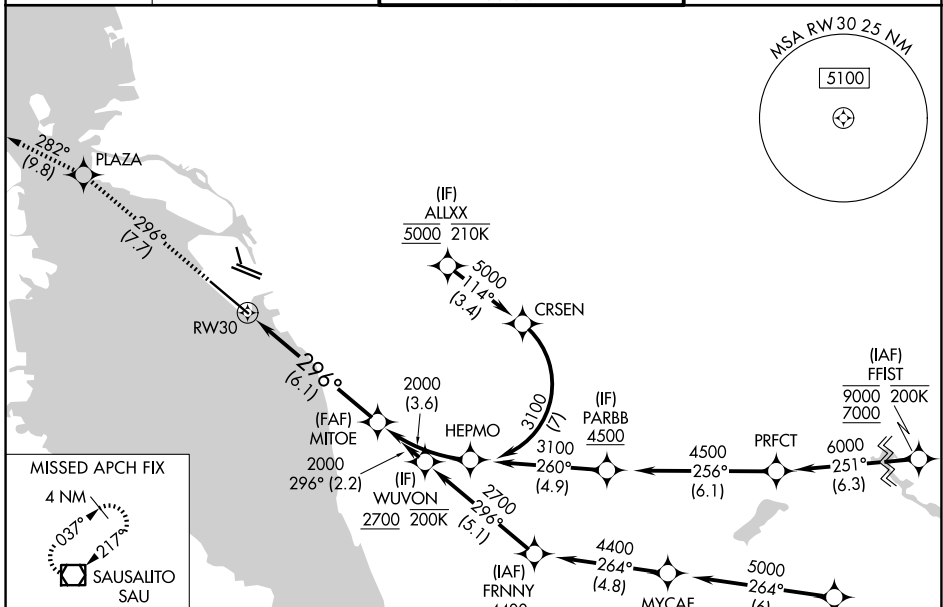 MSA RW30 25 NM
5100
282°
(9.8)
PLAZA
296°
(7.7)
(IF)
ALLXX
5000 210K
5000
114°
(3.4)
CRSEN
RW30
296°
(6.1)
2000
(3.6)
(FAF)
MITOE
HEPMO
3100
(7)
(IF)
PARBB
4500
(IAF)
FFIST
9000 200K
7000
3100
260°
(4.9)
4500
256°
(6.1)
PRFCT
6000
251°
(6.3)
2000
296° (2.2)
(IF)
WUVON
2700 200K
2700
296°
(5.1)
(IAF)
FRNNY
4400
264°
(4.8)
MYCAF
5000
264°
(6)
MISSED APCH FIX
4 NM
037°
217°
SAUSALITO
SAU